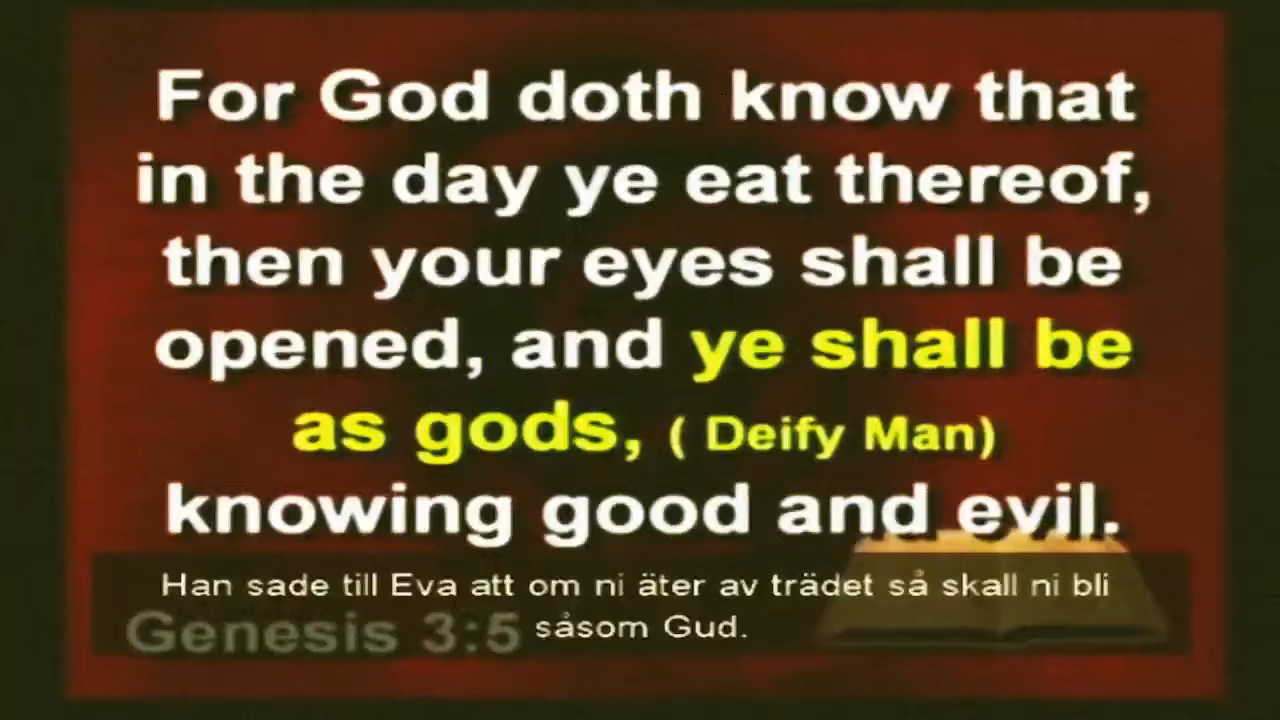 For God doth know that
in the day ye eat thereof,
then your eyes shall be
opened, and ye shall be
as gods, ( Deify Man)
knowing good and evil.
Han sade till Eva att om ni äter av trädet så skall ni bli
såsom Gud.
Genesis 3:5